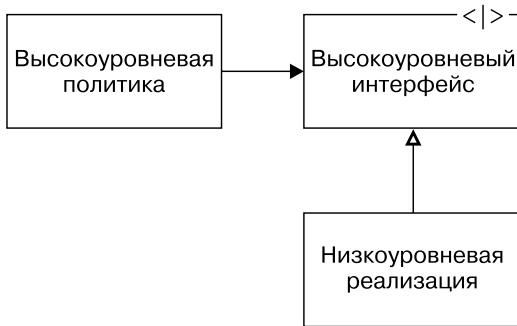 <|>
Высокоуровневая
политика
Высокоуровневый
интерфейс
Низкоуровневая
реализация